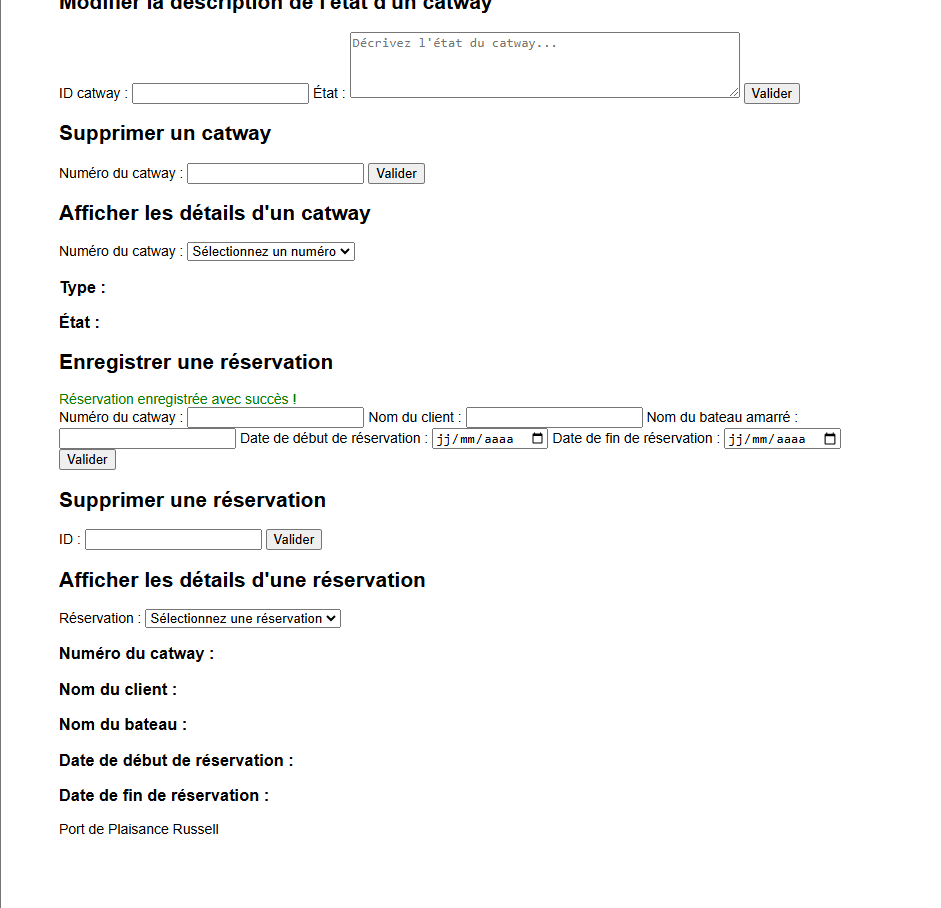 Modifier la description de l'état d'un catway
Décrivez l'état du catway...
ID catway : État : Valider
Supprimer un catway
Numéro du catway : Valider
Afficher les détails d'un catway
Numéro du catway : Sélectionnez un numéro
Type :
État :
Enregistrer une réservation
Réservation enregistrée avec succès !
Numéro du catway : Nom du client : Nom du bateau amarré :
Date de début de réservation : jj/mm/aaaa Date de fin de réservation : jj/mm/aaaa
Valider
Supprimer une réservation
ID : Valider
Afficher les détails d'une réservation
Réservation : Sélectionnez une réservation
Numéro du catway :
Nom du client :
Nom du bateau :
Date de début de réservation :
Date de fin de réservation :
Port de Plaisance Russell